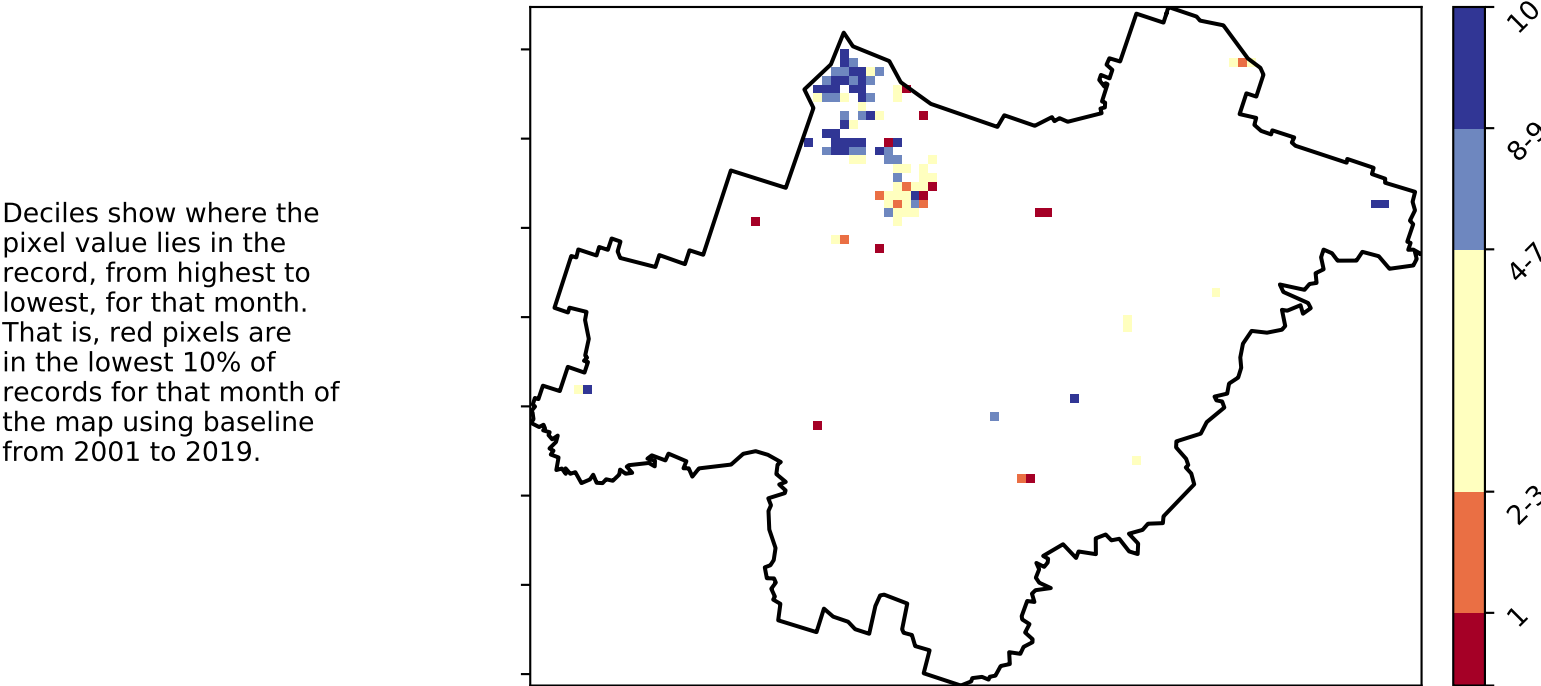 Deciles show where the
pixel value lies in the
record, from highest to
lowest, for that month.
That is, red pixels are
in the lowest 10% of
records for that month of
the map using baseline
from 2001 to 2019.
10
8-9
4-7
2-3
1